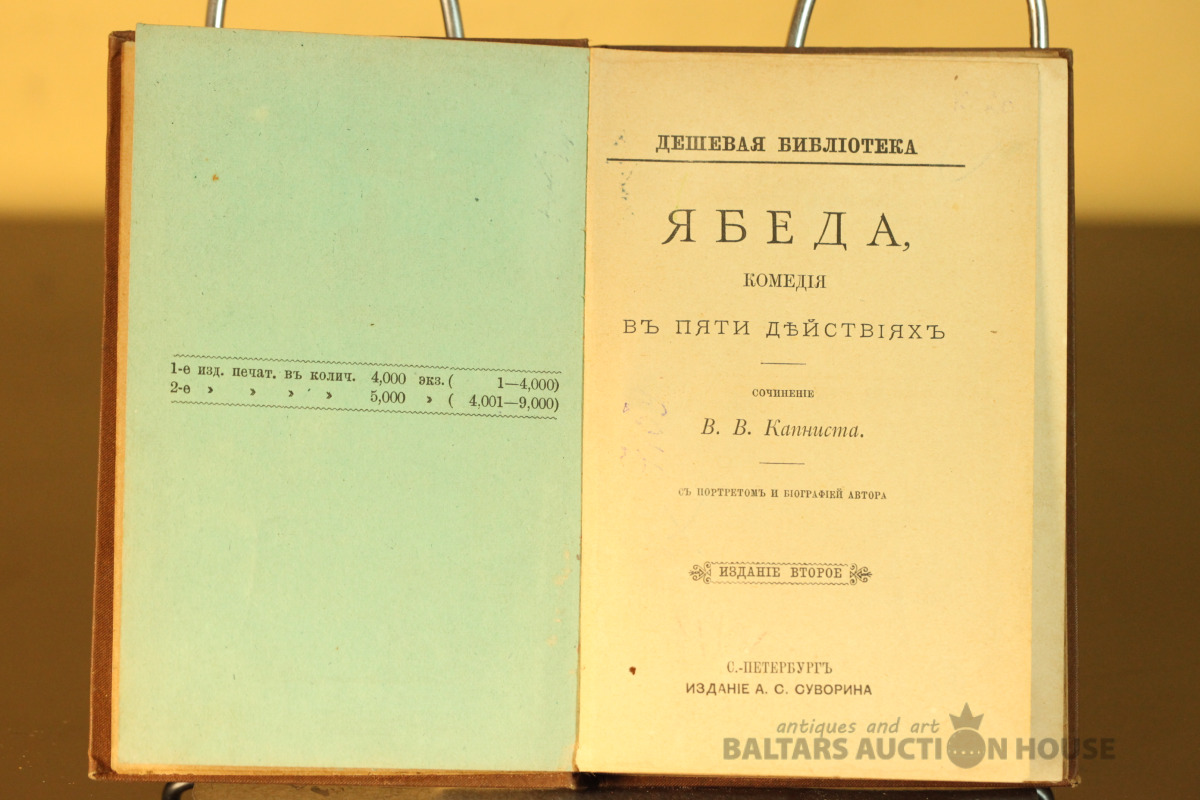 1-е изд. печат. въ колич. 4,000 экз. ( 1—4,000)
2-е » » » » 5,000 » ( 4,001—9,000)
ДЕШЕВАЯ БИБЛІОТЕКА
ЯБЕДА,
КОМЕДІЯ
ВЪ ПЯТИ ДѢЙСТВІЯХЪ
СОЧИНЕНІЕ
В. В. Капниста.
СЪ ПОРТРЕТОМЪ И БІОГРАФІЕЙ АВТОРА
ИЗДАНІЕ ВТОРОЕ
С.-ПЕТЕРБУРГЪ
ИЗДАНІЕ А. С. СУВОРИНА
antiques and art
BALTARS AUCTION HOUSE